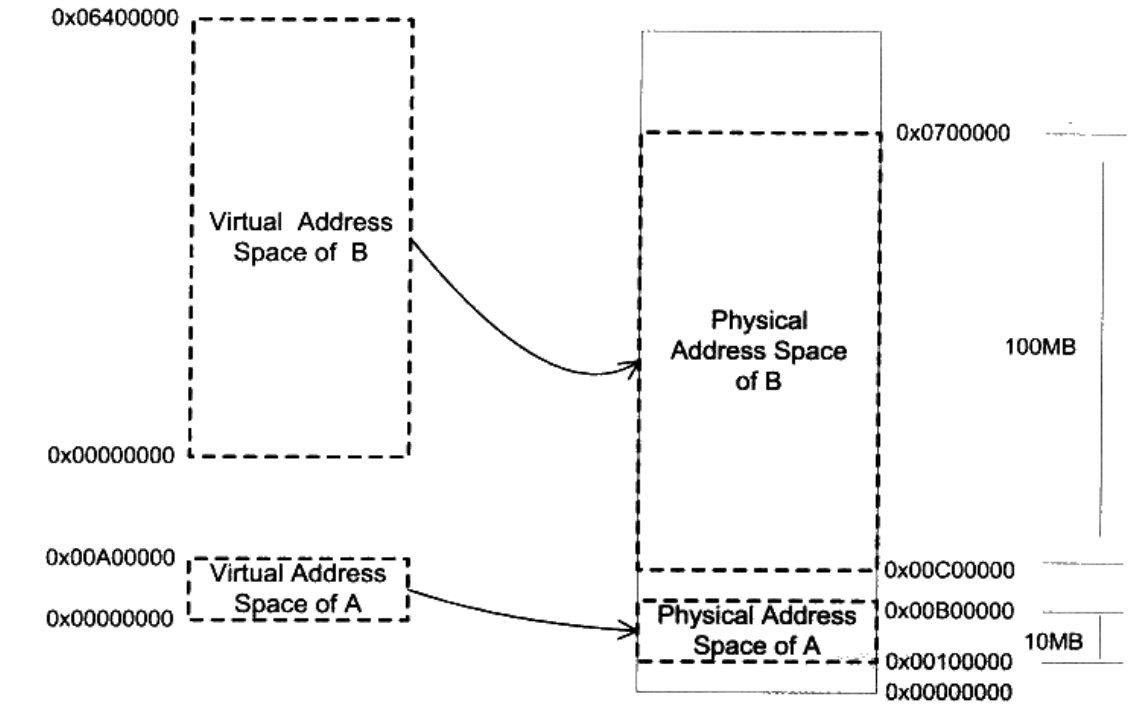 0x06400000
0x0700000
Virtual Address
Space of B
Physical
Address Space
of B
100MB
0x00000000
0x00A00000
Virtual Address
Space of A
0x00000000
0x00C00000
0x00B00000
Physical Address
Space of A
10MB
0x00100000
0x00000000